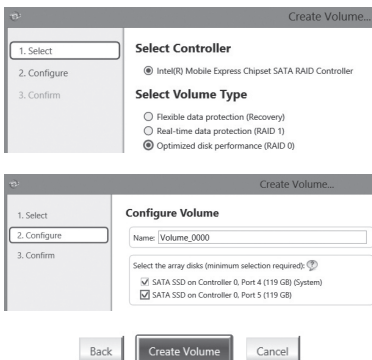 Create Volume...
1. Select
2. Configure
3. Confirm
Select Controller
Intel(R) Mobile Express Chipset SATA RAID Controller
Select Volume Type
Flexible data protection (Recovery)
Real-time data protection (RAID 1)
Optimized disk performance (RAID 0)
Create Volume...
1. Select
2. Configure
3. Confirm
Configure Volume
Name: Volume_0000
Select the array disks (minimum selection required):
SATA SSD on Controller 0, Port 4 (119 GB) (System)
SATA SSD on Controller 0, Port 5 (119 GB)
Back
Create Volume
Cancel